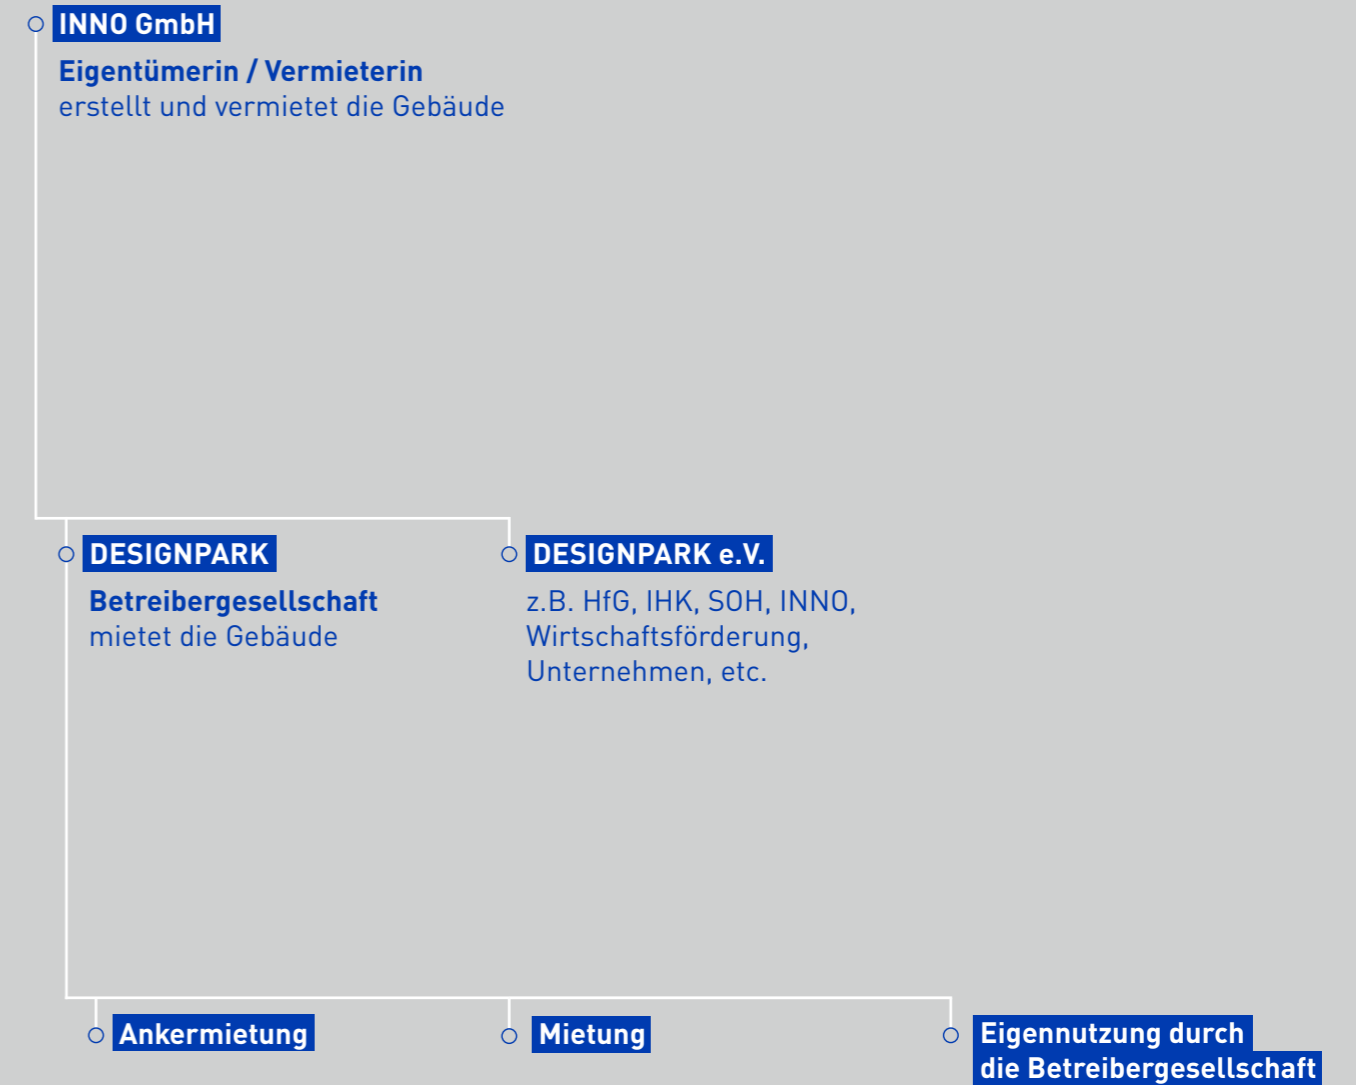 INNO GmbH
Eigentümerin / Vermieterin
erstellt und vermietet die Gebäude
DESIGNPARK
Betreibergesellschaft
mietet die Gebäude
DESIGNPARK e.V.
z.B. HfG, IHK, SOH, INNO,
Wirtschaftsförderung,
Unternehmen, etc.
Ankermietung
Mietung
Eigennutzung durch
die Betreibergesellschaft